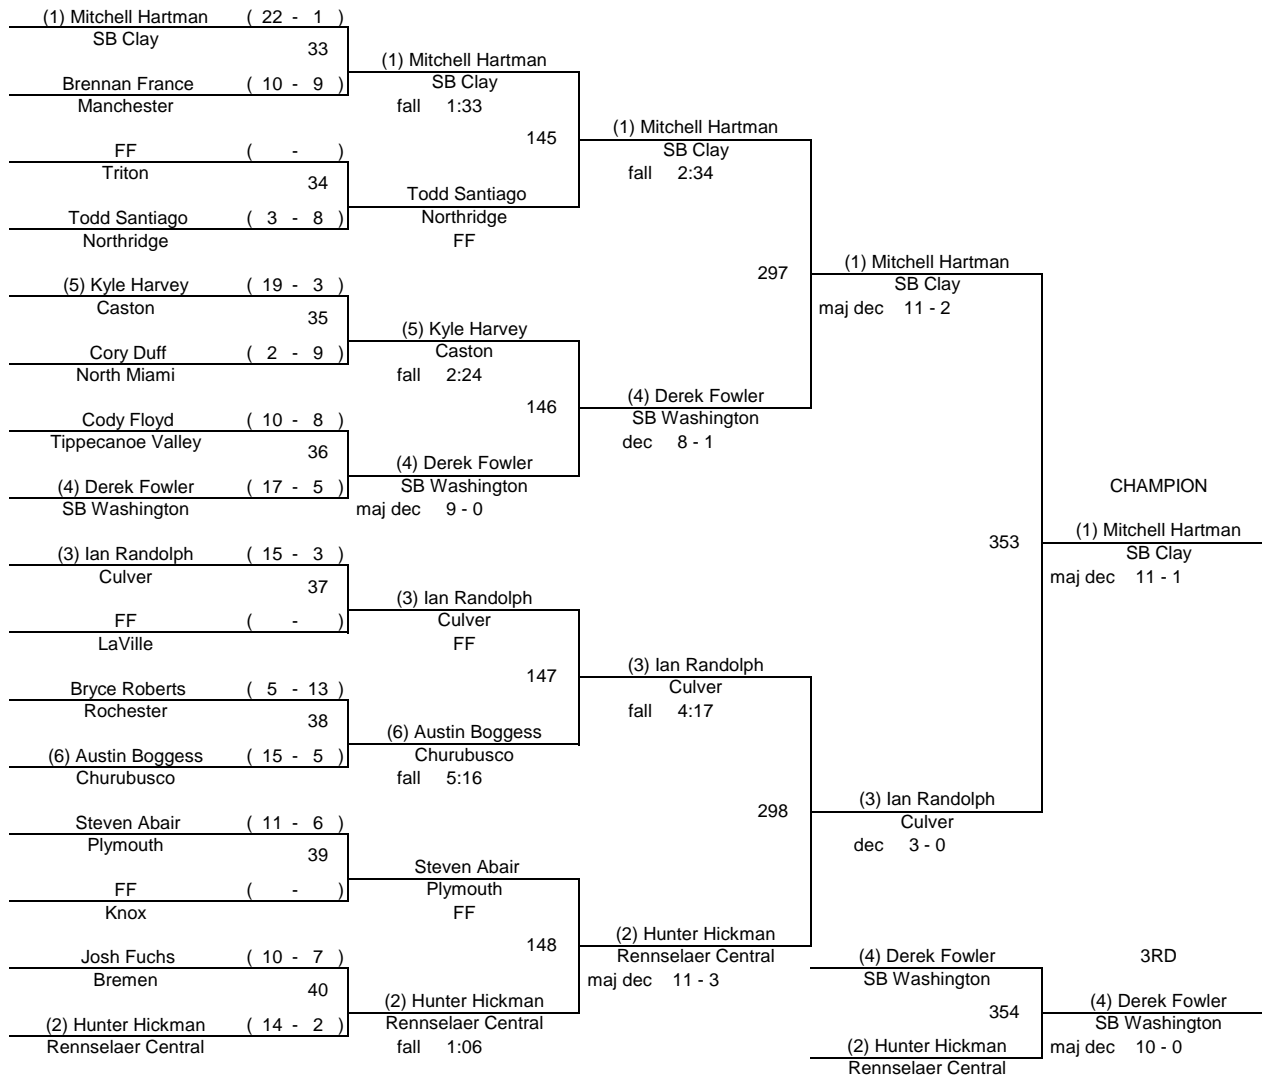 (1) Mitchell Hartman ( 22 - 1 )
SB Clay
33
Brennan France ( 10 - 9 )
Manchester
FF ( - )
Triton
34
Todd Santiago ( 3 - 8 )
Northridge
(5) Kyle Harvey ( 19 - 3 )
Caston
35
Cory Duff ( 2 - 9 )
North Miami
Cody Floyd ( 10 - 8 )
Tippecanoe Valley
36
(4) Derek Fowler ( 17 - 5 )
SB Washington
(3) Ian Randolph ( 15 - 3 )
Culver
37
FF ( - )
LaVille
Bryce Roberts ( 5 - 13 )
Rochester
38
(6) Austin Boggess ( 15 - 5 )
Churubusco
Steven Abair ( 11 - 6 )
Plymouth
39
FF ( - )
Knox
Josh Fuchs ( 10 - 7 )
Bremen
40
(2) Hunter Hickman ( 14 - 2 )
Rennselaer Central
(1) Mitchell Hartman
SB Clay
fall 1:33
145
Todd Santiago
Northridge
FF
(5) Kyle Harvey
Caston
fall 2:24
146
(4) Derek Fowler
SB Washington
maj dec 9 - 0
(3) Ian Randolph
Culver
FF
147
(6) Austin Boggess
Churubusco
fall 5:16
Steven Abair
Plymouth
FF
148
(2) Hunter Hickman
Rennselaer Central
fall 1:06
(1) Mitchell Hartman
SB Clay
fall 2:34
297
(4) Derek Fowler
SB Washington
dec 8 - 1
(3) Ian Randolph
Culver
fall 4:17
298
(2) Hunter Hickman
Rennselaer Central
maj dec 11 - 3
(1) Mitchell Hartman
SB Clay
maj dec 11 - 2
353
(3) Ian Randolph
Culver
dec 3 - 0
CHAMPION
(1) Mitchell Hartman
SB Clay
maj dec 11 - 1
(4) Derek Fowler
SB Washington
354
(2) Hunter Hickman
Rennselaer Central
3RD
(4) Derek Fowler
SB Washington
maj dec 10 - 0